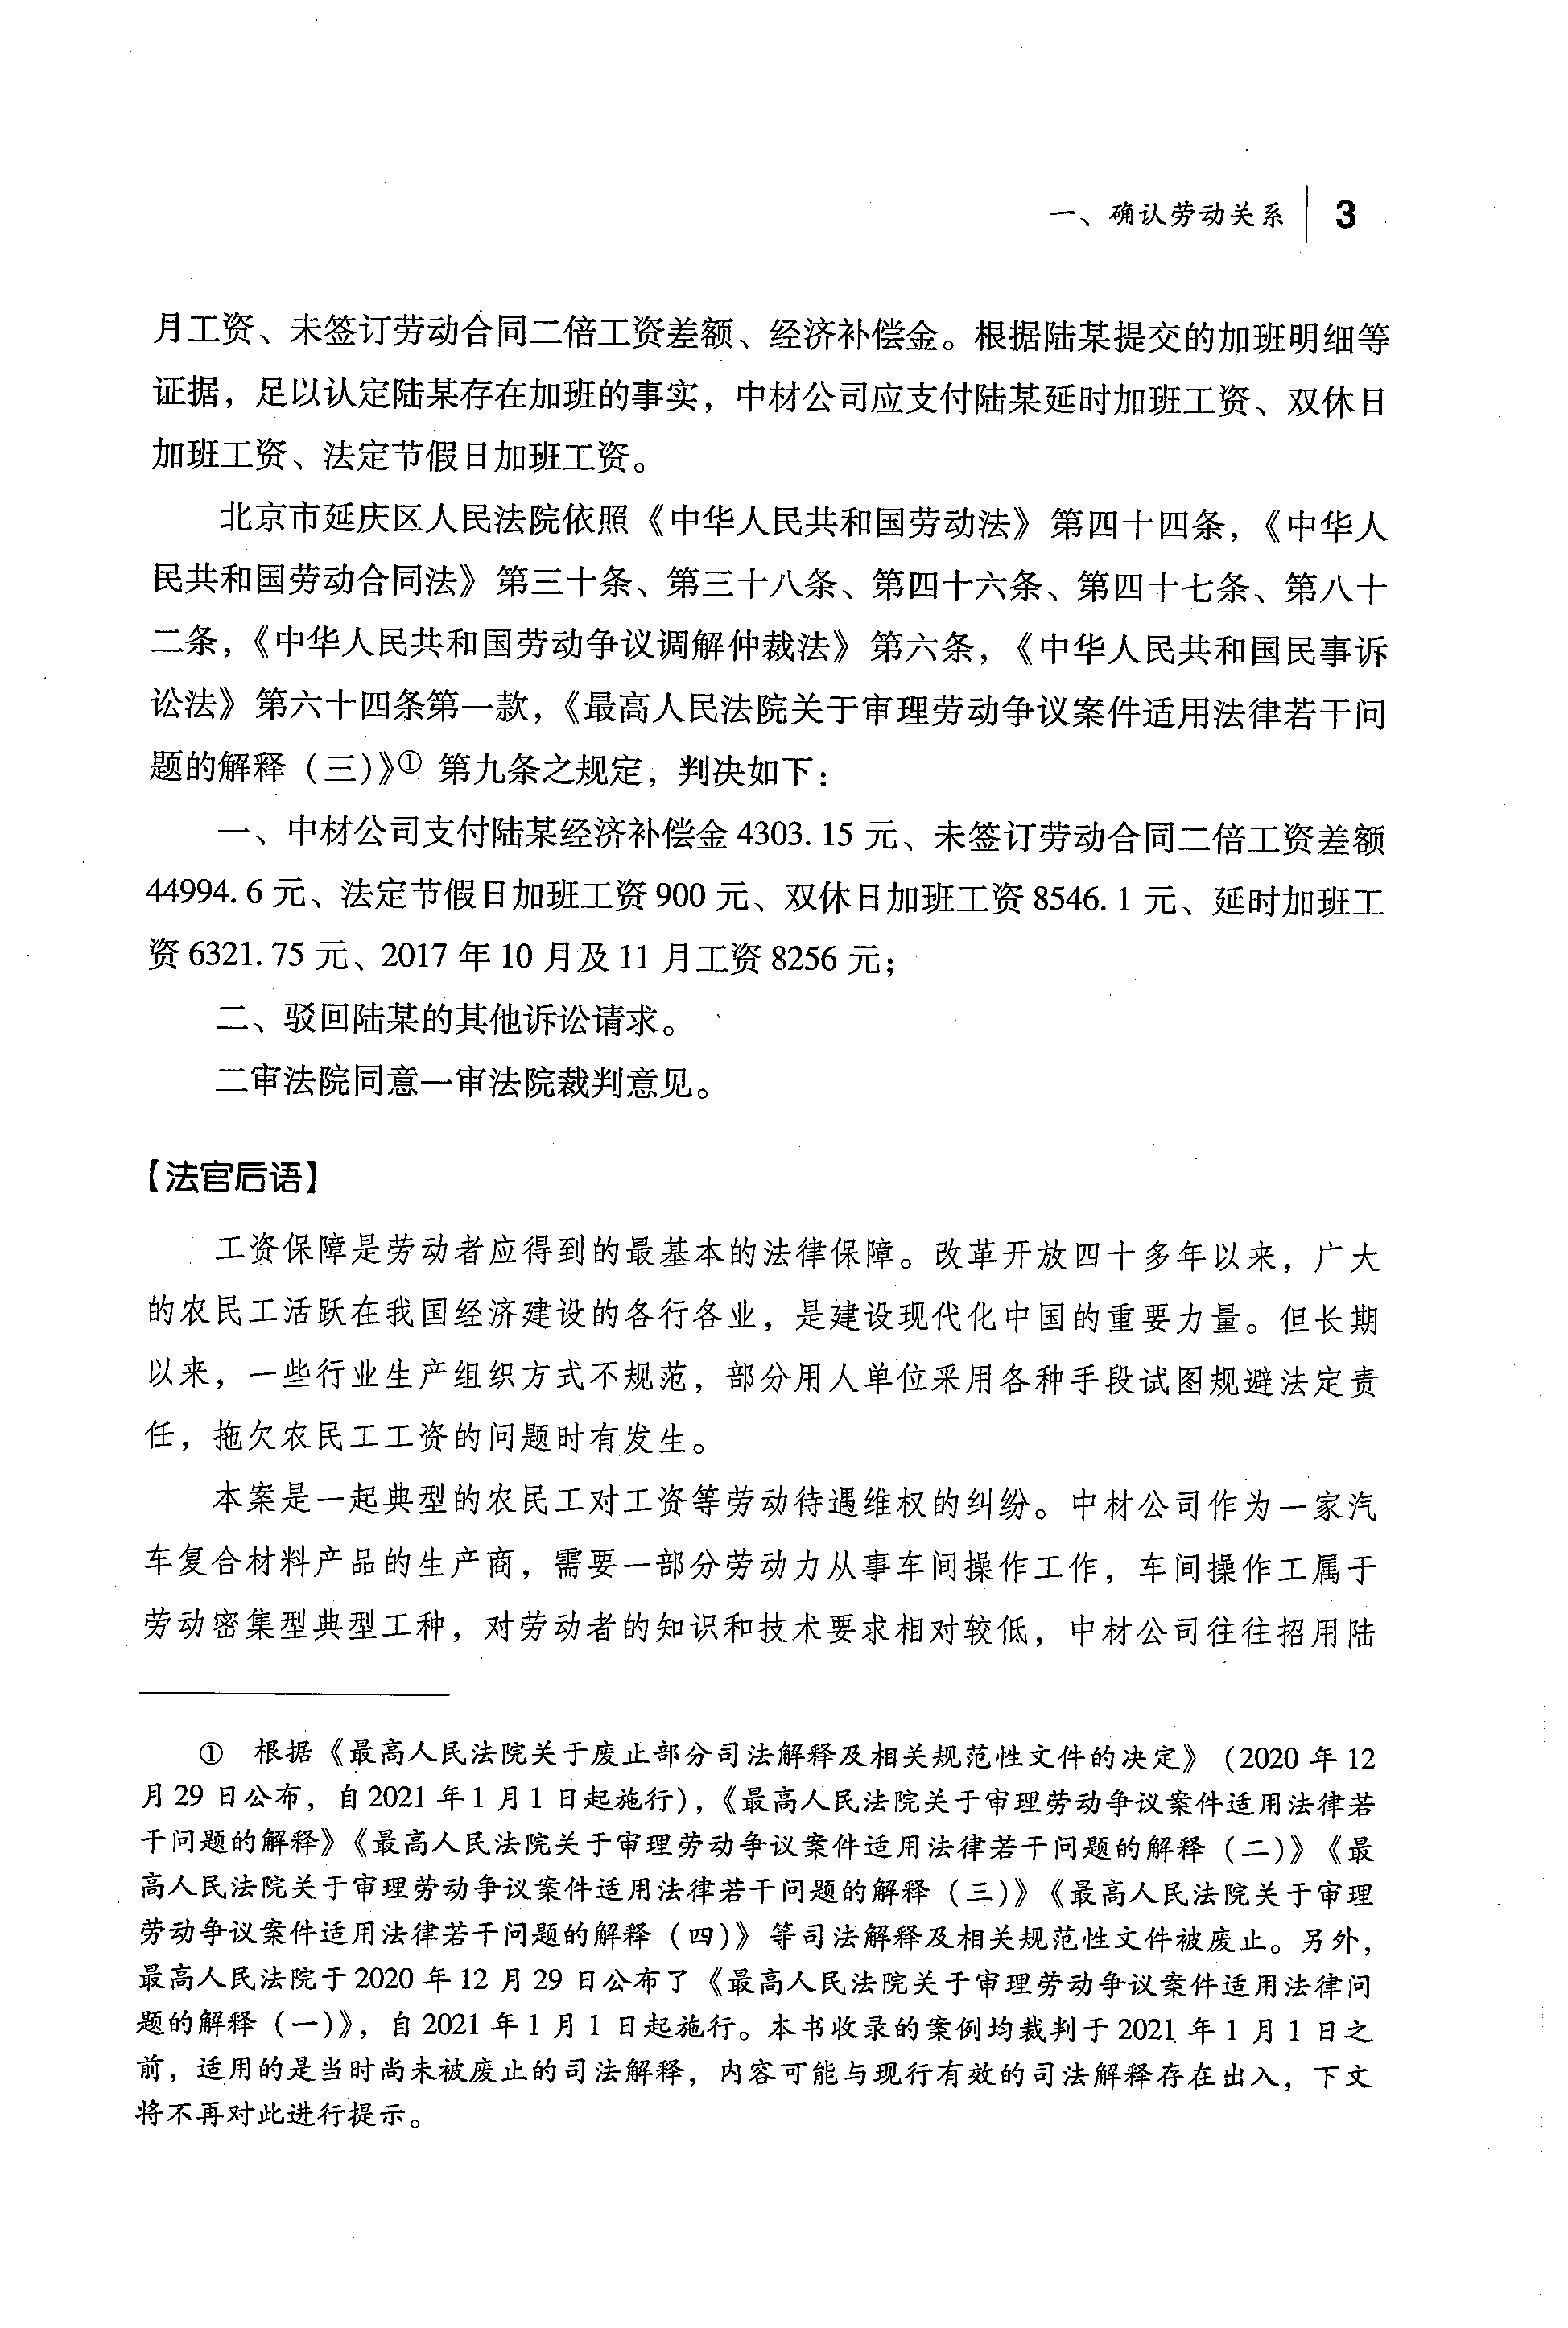 一、确认劳动关系 3
月工资、未签订劳动合同二倍工资差额、经济补偿金。根据陆某提交的加班明细等
证据，足以认定陆某存在加班的事实，中材公司应支付陆某延时加班工资、双休日
加班工资、法定节假日加班工资。
北京市延庆区人民法院依照《中华人民共和国劳动法》第四十四条，《中华人
民共和国劳动合同法》第三十条、第三十八条、第四十六条、第四十七条、第八十
二条，《中华人民共和国劳动争议调解仲裁法》第六条，《中华人民共和国民事诉
讼法》第六十四条第一款，《最高人民法院关于审理劳动争议案件适用法律若干问
题的解释（三）》① 第九条之规定，判决如下：
一、中材公司支付陆某经济补偿金 4303.15 元、未签订劳动合同二倍工资差额
44994.6 元、法定节假日加班工资 900 元、双休日加班工资 8546.1 元、延时加班工
资 6321.75 元、2017 年 10 月及 11 月工资 8256 元；
二、驳回陆某的其他诉讼请求。
二审法院同意一审法院裁判意见。
【法官后语】
工资保障是劳动者应得到的最基本的法律保障。改革开放四十多年以来，广大
的农民工活跃在我国经济建设的各行各业，是建设现代化中国的重要力量。但长期
以来，一些行业生产组织方式不规范，部分用人单位采用各种手段试图规避法定责
任，拖欠农民工工资的问题时有发生。
本案是一起典型的农民工对工资等劳动待遇维权的纠纷。中材公司作为一家汽
车复合材料产品的生产商，需要一部分劳动力从事车间操作工作，车间操作工属于
劳动密集型典型工种，对劳动者的知识和技术要求相对较低，中材公司往往招用陆
① 根据《最高人民法院关于废止部分司法解释及相关规范性文件的决定》（2020 年 12
月 29 日公布，自 2021 年 1 月 1 日起施行），《最高人民法院关于审理劳动争议案件适用法律若
干问题的解释》《最高人民法院关于审理劳动争议案件适用法律若干问题的解释（二）》《最
高人民法院关于审理劳动争议案件适用法律若干问题的解释（三）》《最高人民法院关于审理
劳动争议案件适用法律若干问题的解释（四）》等司法解释及相关规范性文件被废止。另外，
最高人民法院于 2020 年 12 月 29 日公布了《最高人民法院关于审理劳动争议案件适用法律问
题的解释（一）》，自 2021 年 1 月 1 日起施行。本书收录的案例均裁判于 2021 年 1 月 1 日之
前，适用的是当时尚未被废止的司法解释，内容可能与现行有效的司法解释存在出入，下文
将不再对此进行提示。